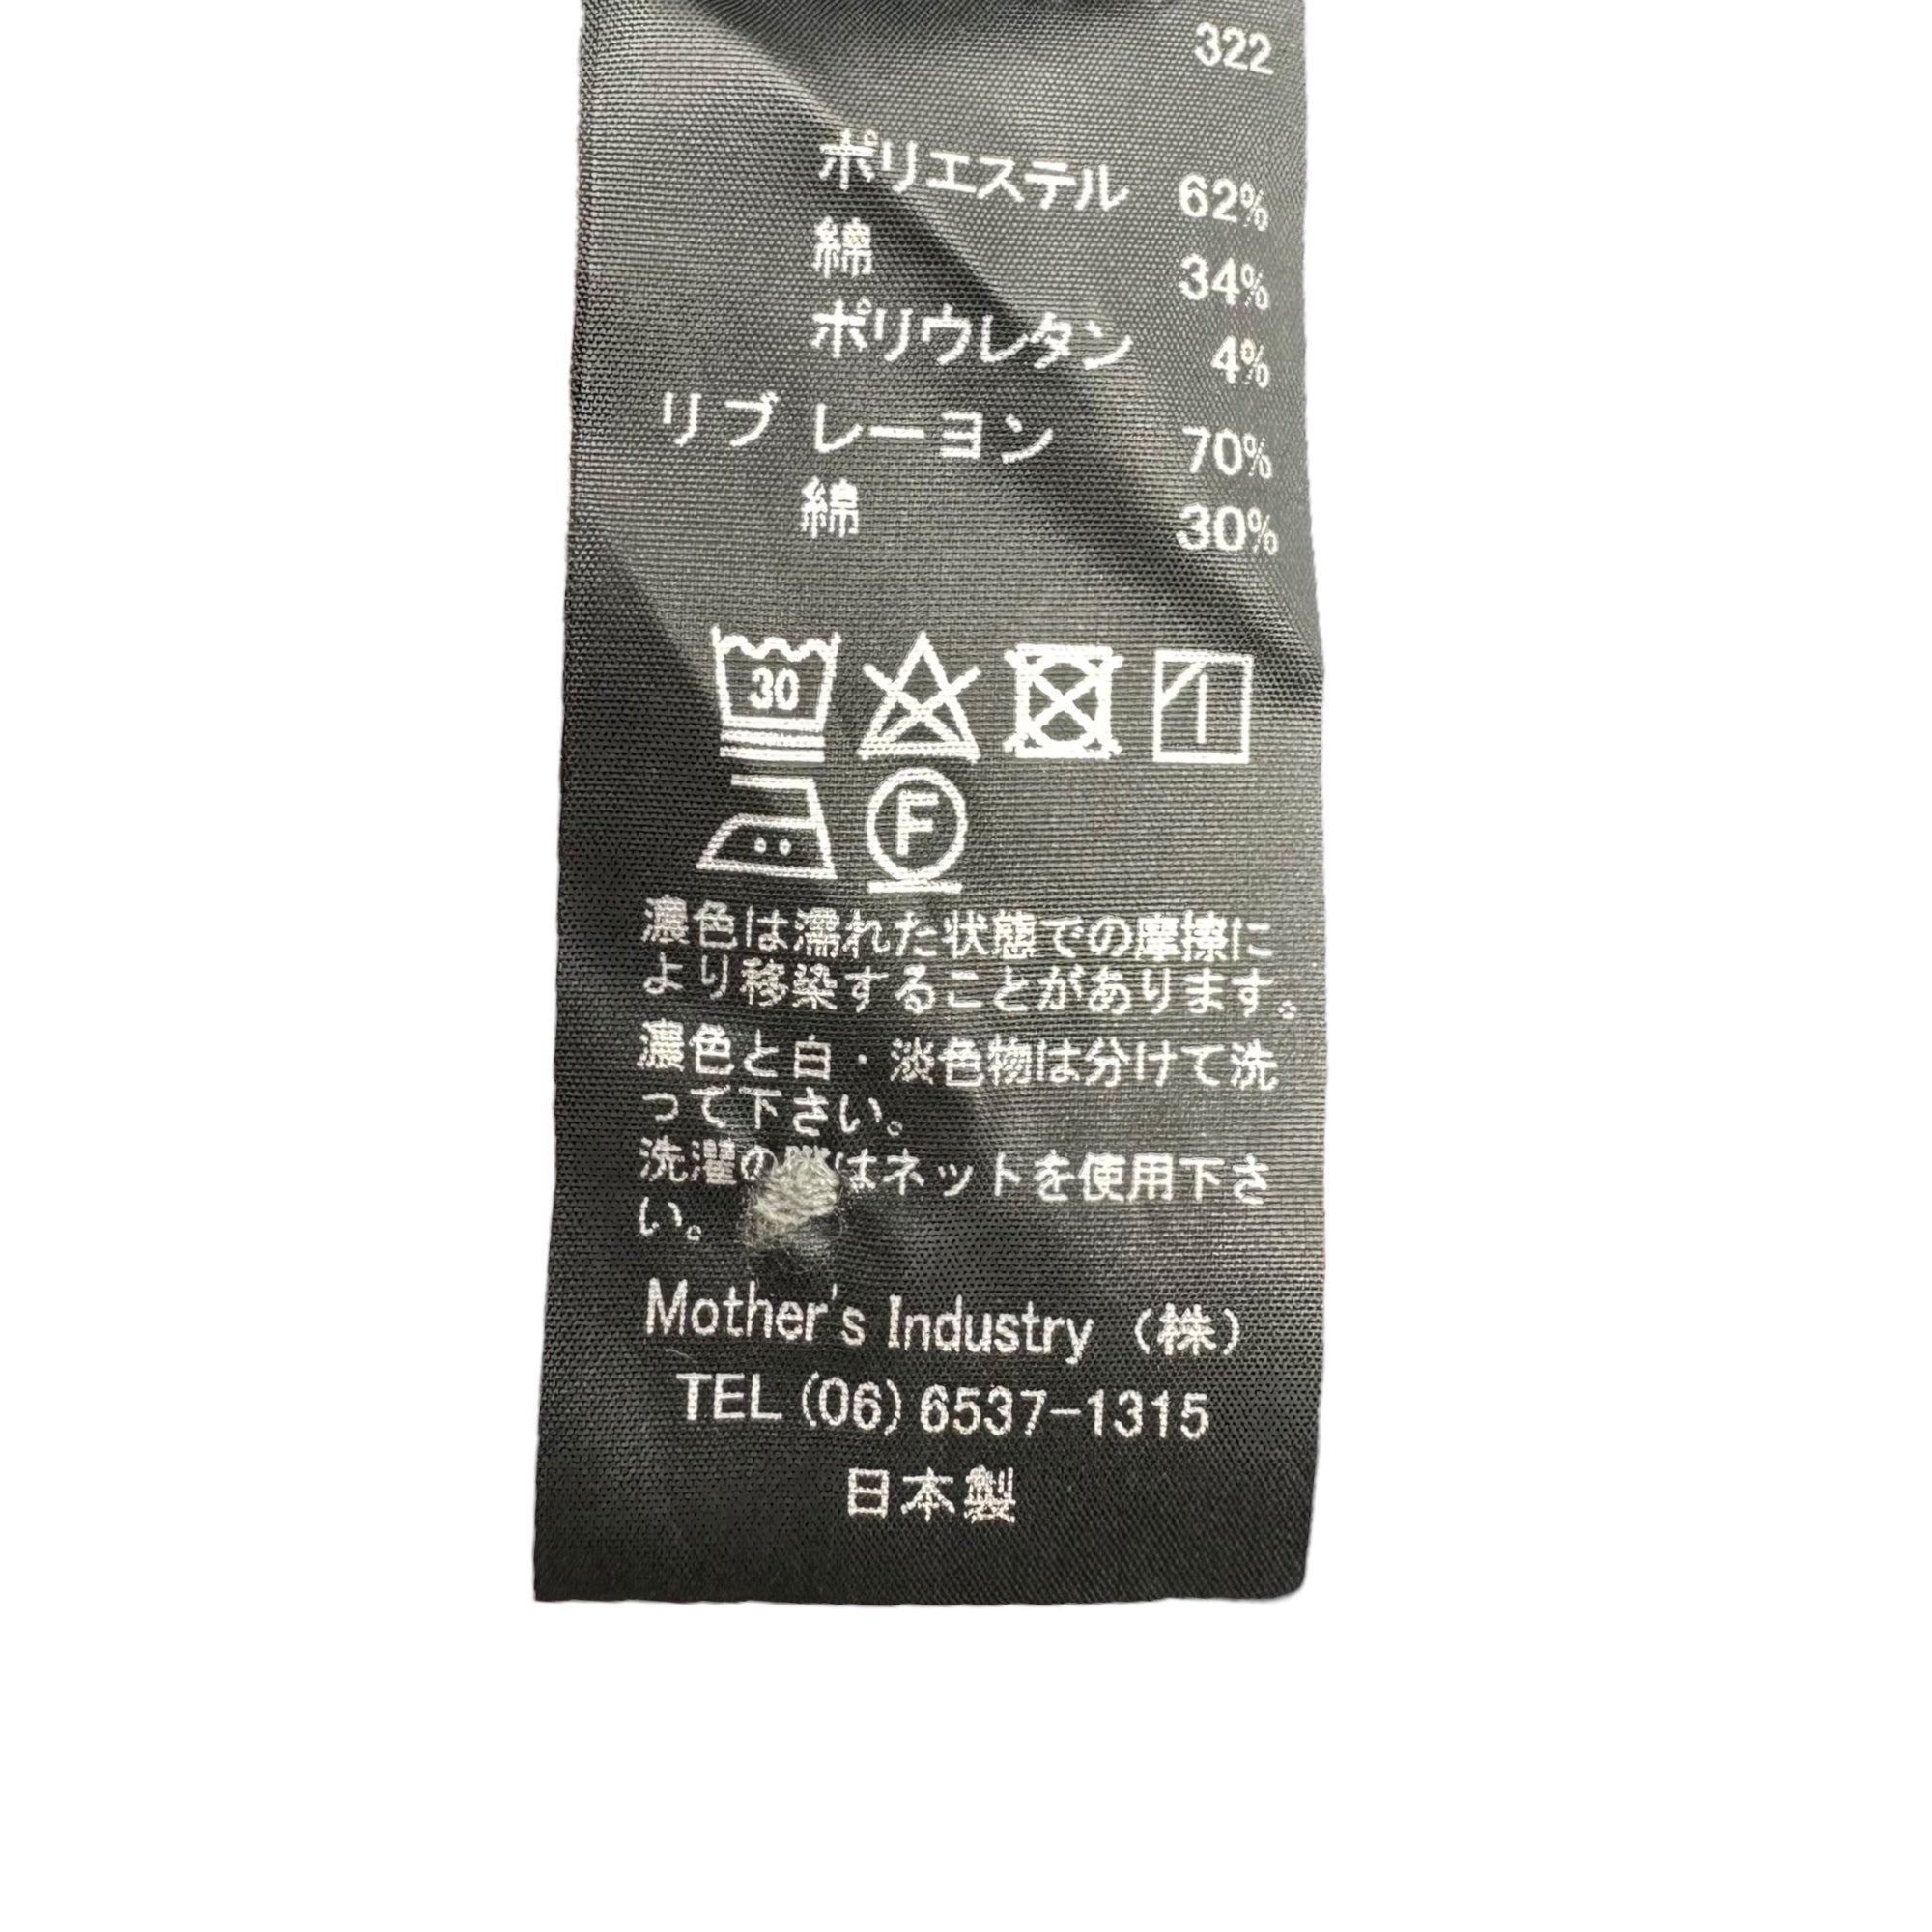 322
ポリエステル 62%
綿 34%
ポリウレタン 4%
リブ レーヨン 70%
綿 30%
30
F
濃色は濡れた状態での摩擦に
より移染することがあります。
濃色と白・淡色物は分けて洗
って下さい。
洗濯の際はネットを使用下さ
い。
Mother's Industry（株）
TEL(06)6537-1315
日本製